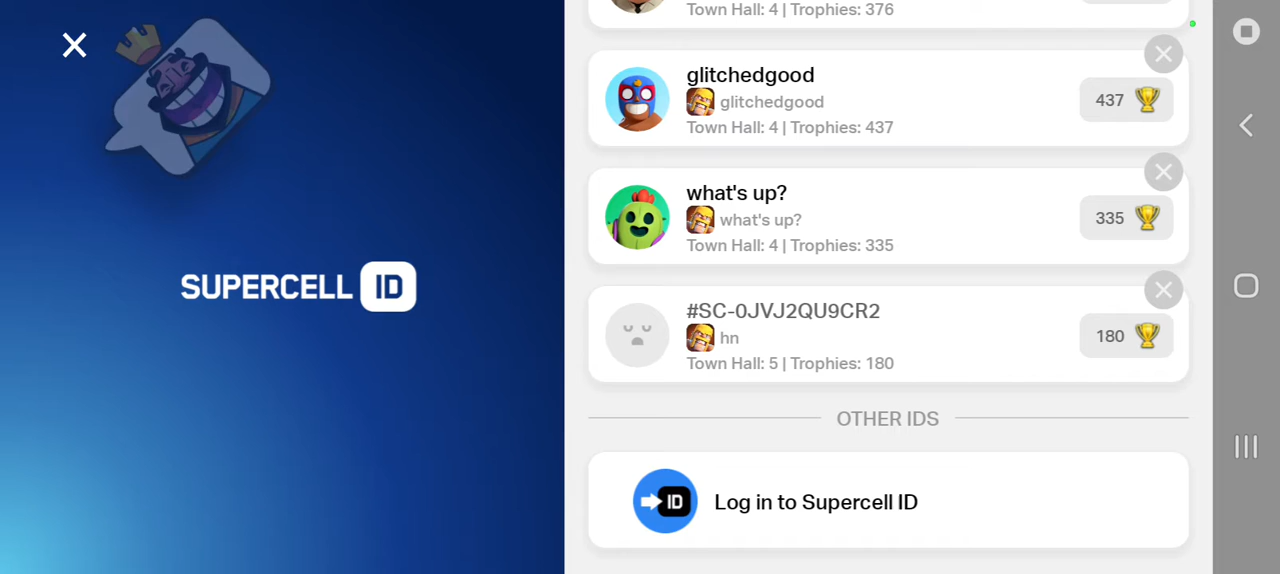 SUPERCELL ID
Town Hall: 4 | Trophies: 376
glitchedgood
glitchedgood
Town Hall: 4 | Trophies: 437
437
what's up?
what's up?
Town Hall: 4 | Trophies: 335
335
#SC-0JVJ2QU9CR2
hn
Town Hall: 5 | Trophies: 180
180
OTHER IDS
ID
Log in to Supercell ID